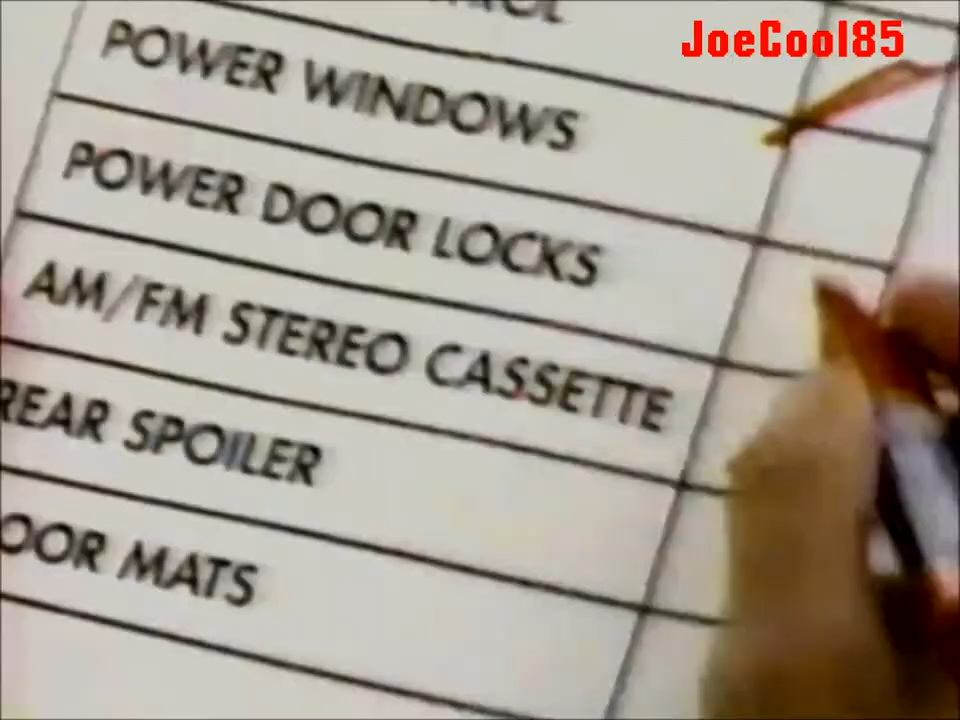 JoeCool85
POWER WINDOWS
POWER DOOR LOCKS
AM/FM STEREO CASSETTE
REAR SPOILER
OOR MATS